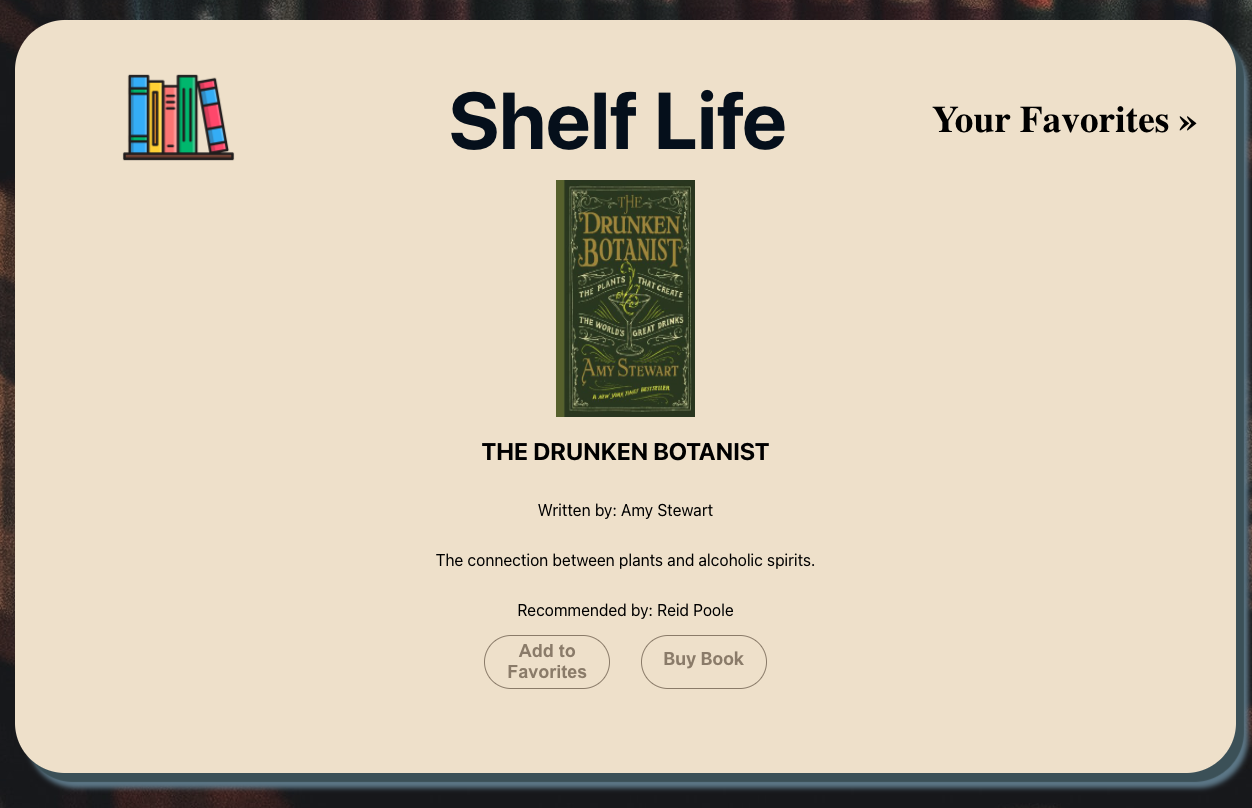 Shelf Life
Your Favorites »
THE
DRUNKEN
BOTANIST
THE PLANTS THAT CREATE
THE WORLD'S GREAT DRINKS
AMY STEWART
A NEW YORK TIMES BESTSELLER
THE DRUNKEN BOTANIST
Written by: Amy Stewart
The connection between plants and alcoholic spirits.
Recommended by: Reid Poole
Add to
Favorites
Buy Book